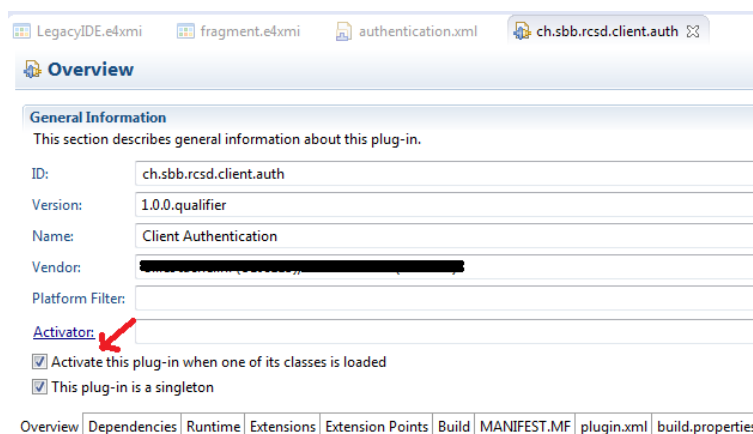 LegacyIDE.e4xmi fragment.e4xmi authentication.xml ch.sbb.rcsd.client.auth
Overview
General Information
This section describes general information about this plug-in.
ID: ch.sbb.rcsd.client.auth
Version: 1.0.0.qualifier
Name: Client Authentication
Vendor:
Platform Filter:
Activator:
Activate this plug-in when one of its classes is loaded
This plug-in is a singleton
Overview Dependencies Runtime Extensions Extension Points Build MANIFEST.MF plugin.xml build.properties